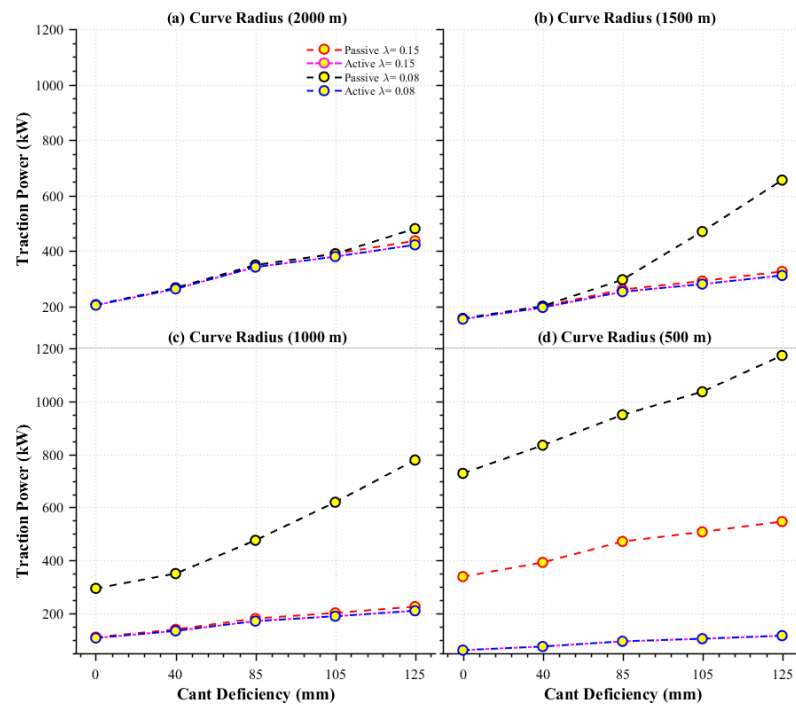 (a) Curve Radius (2000 m)
(b) Curve Radius (1500 m)
1200
1000
800
600
400
200
Traction Power (kW)
Passive λ= 0.15
Active λ= 0.15
Passive λ= 0.08
Active λ= 0.08
(c) Curve Radius (1000 m)
(d) Curve Radius (500 m)
1200
1000
800
600
400
200
Traction Power (kW)
0 40 85 105 125
0 40 85 105 125
Cant Deficiency (mm)
Cant Deficiency (mm)